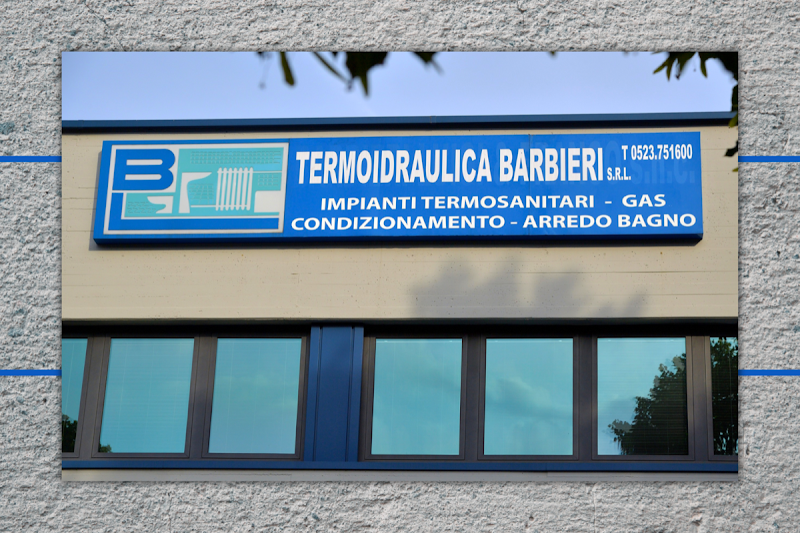 BL
TERMOIDRAULICA BARBIERI S.R.L. T 0523.751600
IMPIANTI TERMOSANITARI - GAS
CONDIZIONAMENTO - ARREDO BAGNO